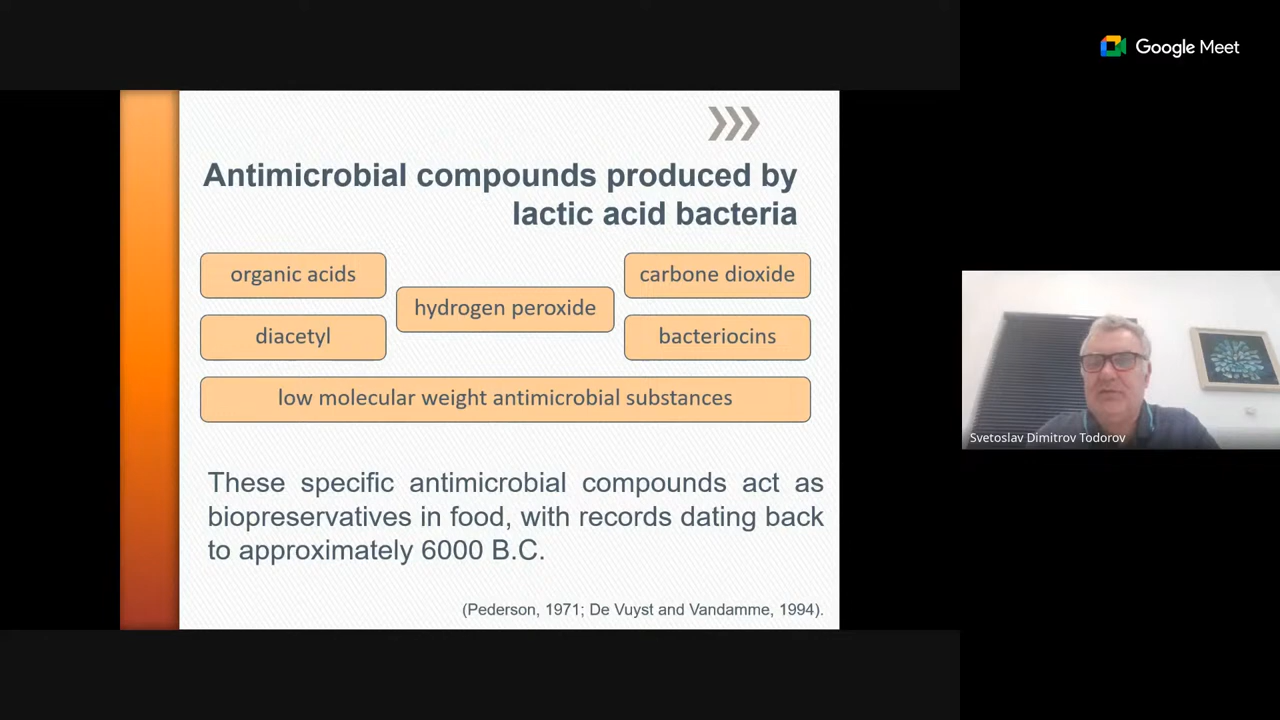 Google Meet
Antimicrobial compounds produced by
lactic acid bacteria
organic acids
carbone dioxide
hydrogen peroxide
diacetyl
bacteriocins
low molecular weight antimicrobial substances
These specific antimicrobial compounds act as
biopreservatives in food, with records dating back
to approximately 6000 B.C.
(Pederson, 1971; De Vuyst and Vandamme, 1994).
Svetoslav Dimitrov Todorov